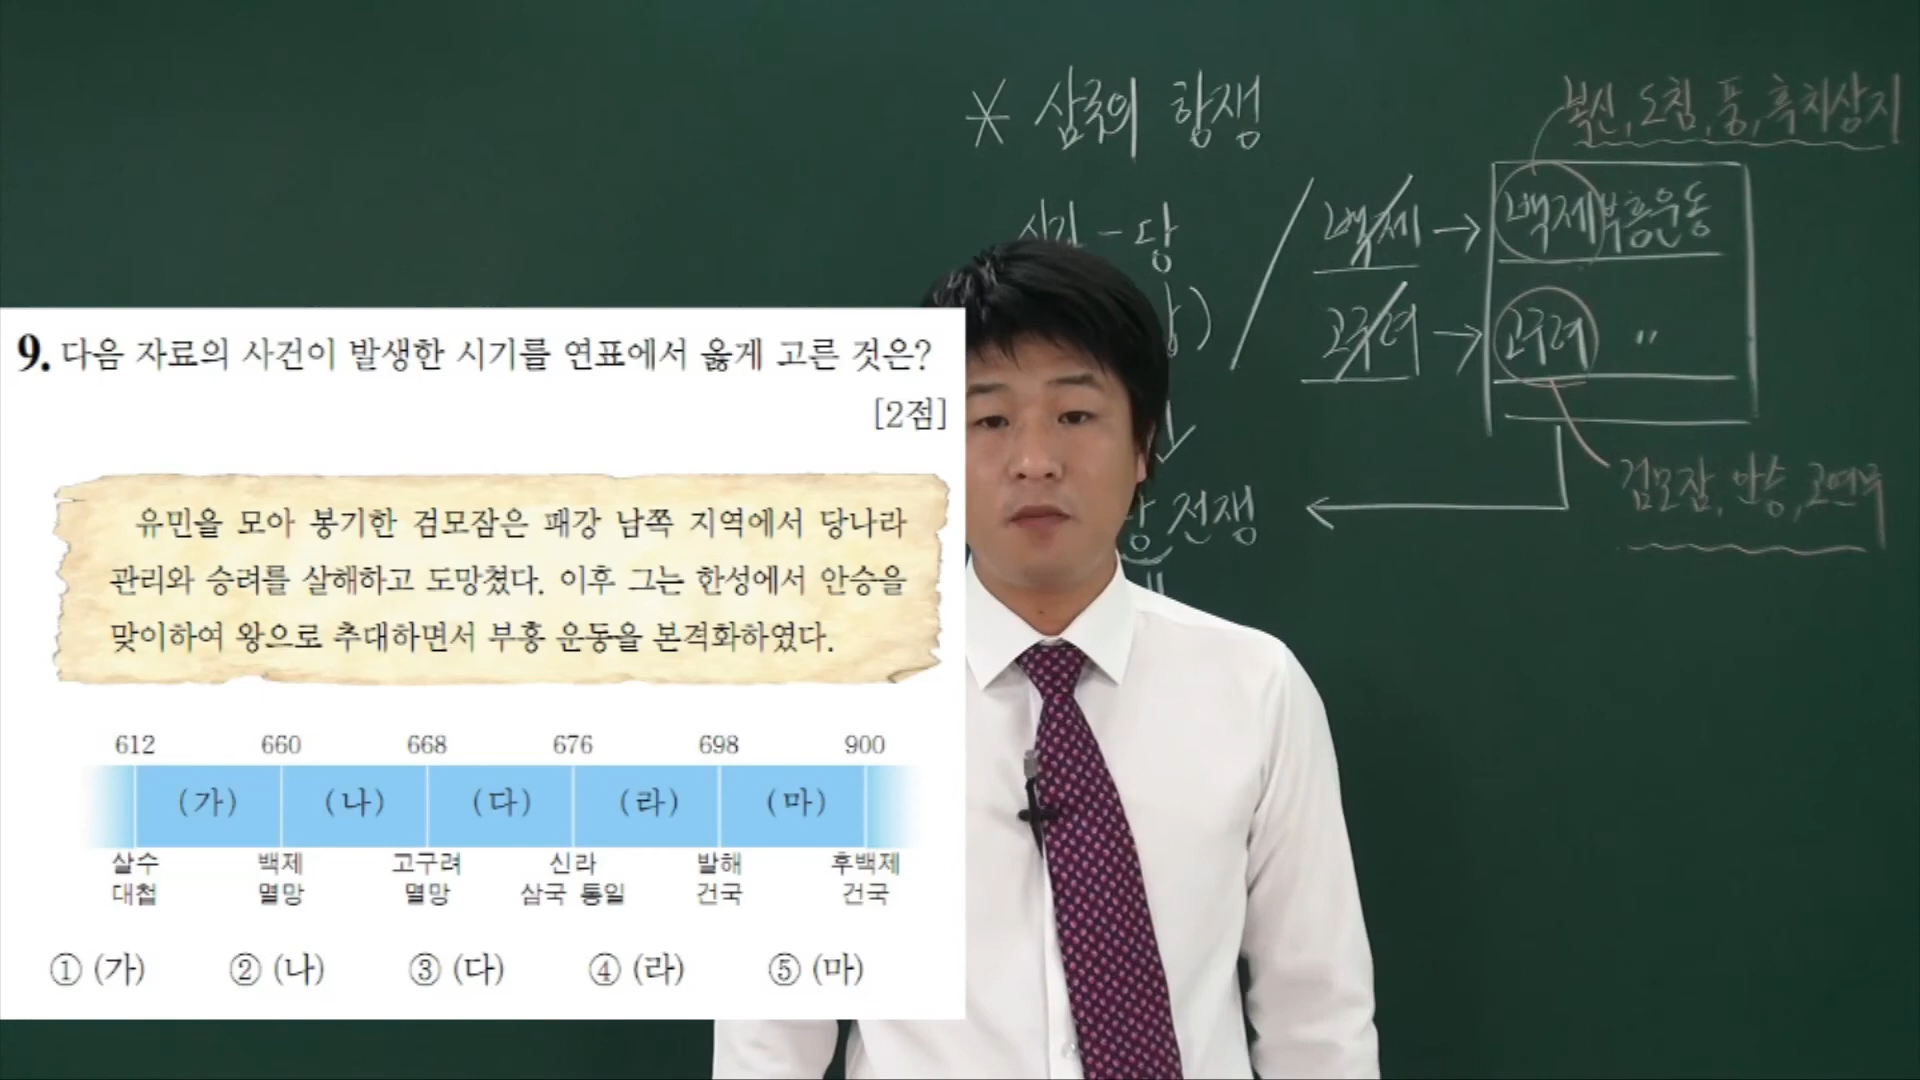 * 삼국의 항쟁
복신, 도침, 풍, 흑치상지
- 당 / 백제 → 백제부흥운동
고구려 → 고구려 〃
검모잠, 안승, 고연무
전쟁 ←
9. 다음 자료의 사건이 발생한 시기를 연표에서 옳게 고른 것은?
[2점]
유민을 모아 봉기한 검모잠은 패강 남쪽 지역에서 당나라
관리와 승려를 살해하고 도망쳤다. 이후 그는 한성에서 안승을
맞이하여 왕으로 추대하면서 부흥 운동을 본격화하였다.
612 660 668 676 698 900
(가) (나) (다) (라) (마)
살수 백제 고구려 신라 발해 후백제
대첩 멸망 멸망 삼국 통일 건국 건국
① (가) ② (나) ③ (다) ④ (라) ⑤ (마)